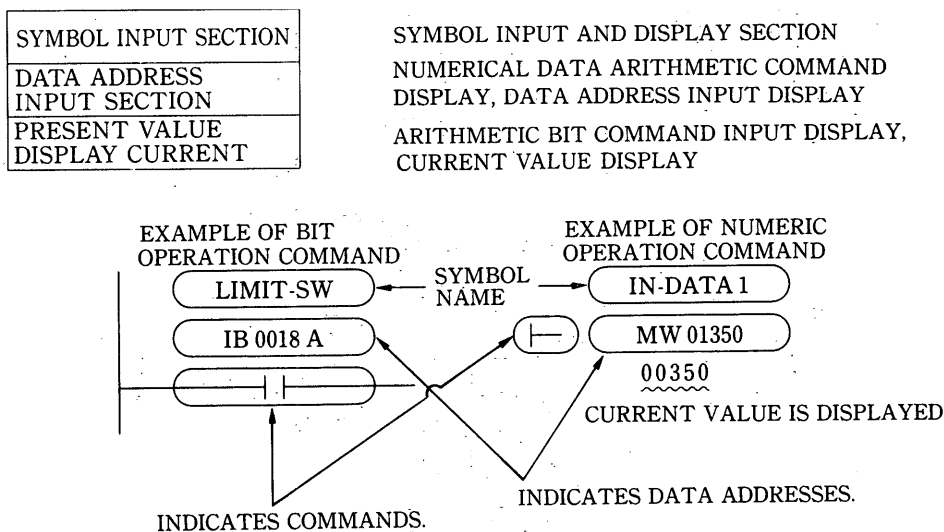 SYMBOL INPUT SECTION
SYMBOL INPUT AND DISPLAY SECTION
DATA ADDRESS
INPUT SECTION
NUMERICAL DATA ARITHMETIC COMMAND
DISPLAY, DATA ADDRESS INPUT DISPLAY
PRESENT VALUE
DISPLAY CURRENT
ARITHMETIC BIT COMMAND INPUT DISPLAY,
CURRENT VALUE DISPLAY
EXAMPLE OF BIT
OPERATION COMMAND
EXAMPLE OF NUMERIC
OPERATION COMMAND
LIMIT-SW
SYMBOL
NAME
IN-DATA 1
IB 0018 A
MW 01350
00350
CURRENT VALUE IS DISPLAYED
INDICATES DATA ADDRESSES.
INDICATES COMMANDS.